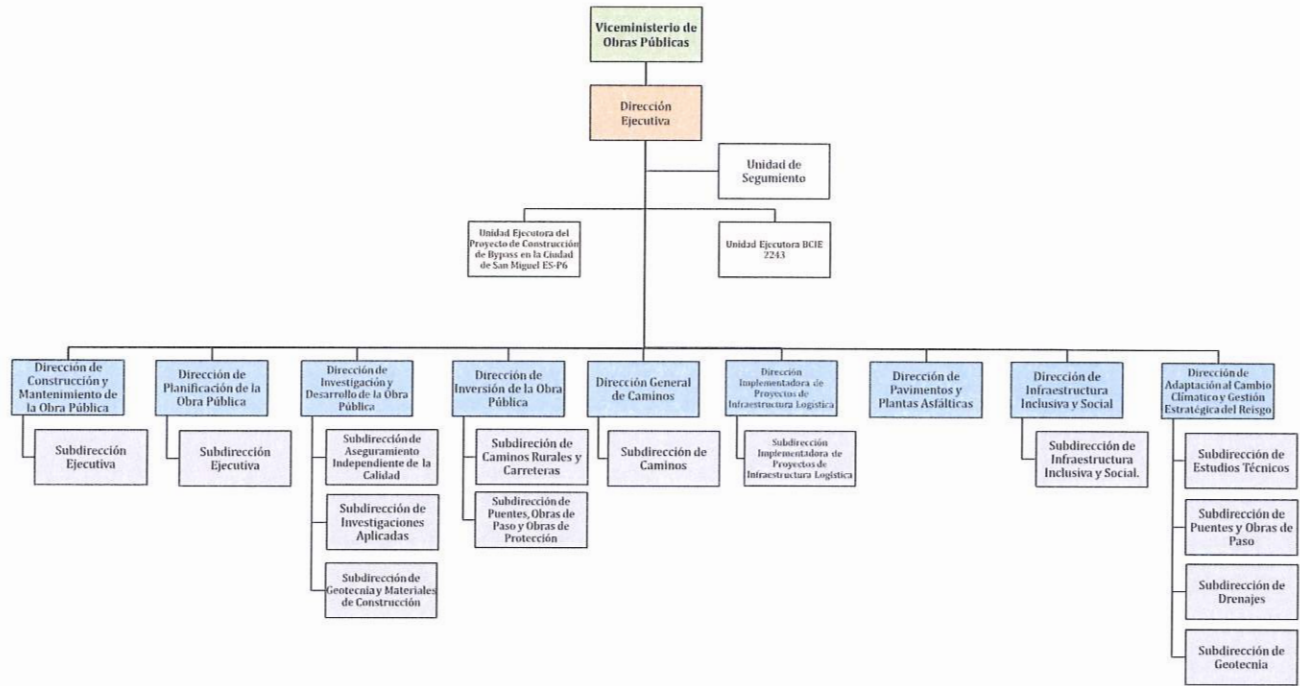 Viceministerio de
Obras Públicas
Dirección
Ejecutiva
Unidad de
Segumiento
Unidad Ejecutora del
Proyecto de Construcción
de Bypass en la Ciudad
de San Miguel ES-P6
Unidad Ejecutora BCIE
2243
Dirección de
Construcción y
Mantenimiento de
la Obra Pública
Dirección de
Planificación de la
Obra Pública
Dirección de
Investigación y
Desarrollo de la Obra
Pública
Dirección de
Inversión de la Obra
Pública
Dirección General
de Caminos
Dirección
Implementadora de
Proyectos de
Infraestructura Logística
Dirección de
Pavimentos y
Plantas Asfálticas
Dirección de
Infraestructura
Inclusiva y Social
Dirección de
Adaptación al Cambio
Climático y Gestión
Estratégica del Reisgo
Subdirección
Ejecutiva
Subdirección
Ejecutiva
Subdirección de
Aseguramiento
Independiente de la
Calidad
Subdirección de
Investigaciones
Aplicadas
Subdirección de
Geotecnia y Materiales
de Construcción
Subdireción de
Caminos Rurales y
Carreteras
Subdirección de
Puentes, Obras de
Paso y Obras de
Protección
Subdirección de
Caminos
Subdirección
Implementadora de
Proyectos de
Infraestructura Logística
Subdirección de
Infraestructura
Inclusiva y Social.
Subdirección de
Estudios Técnicos
Subdirección de
Puentes y Obras de
Paso
Subdirección de
Drenajes
Subdirección de
Geotecnia